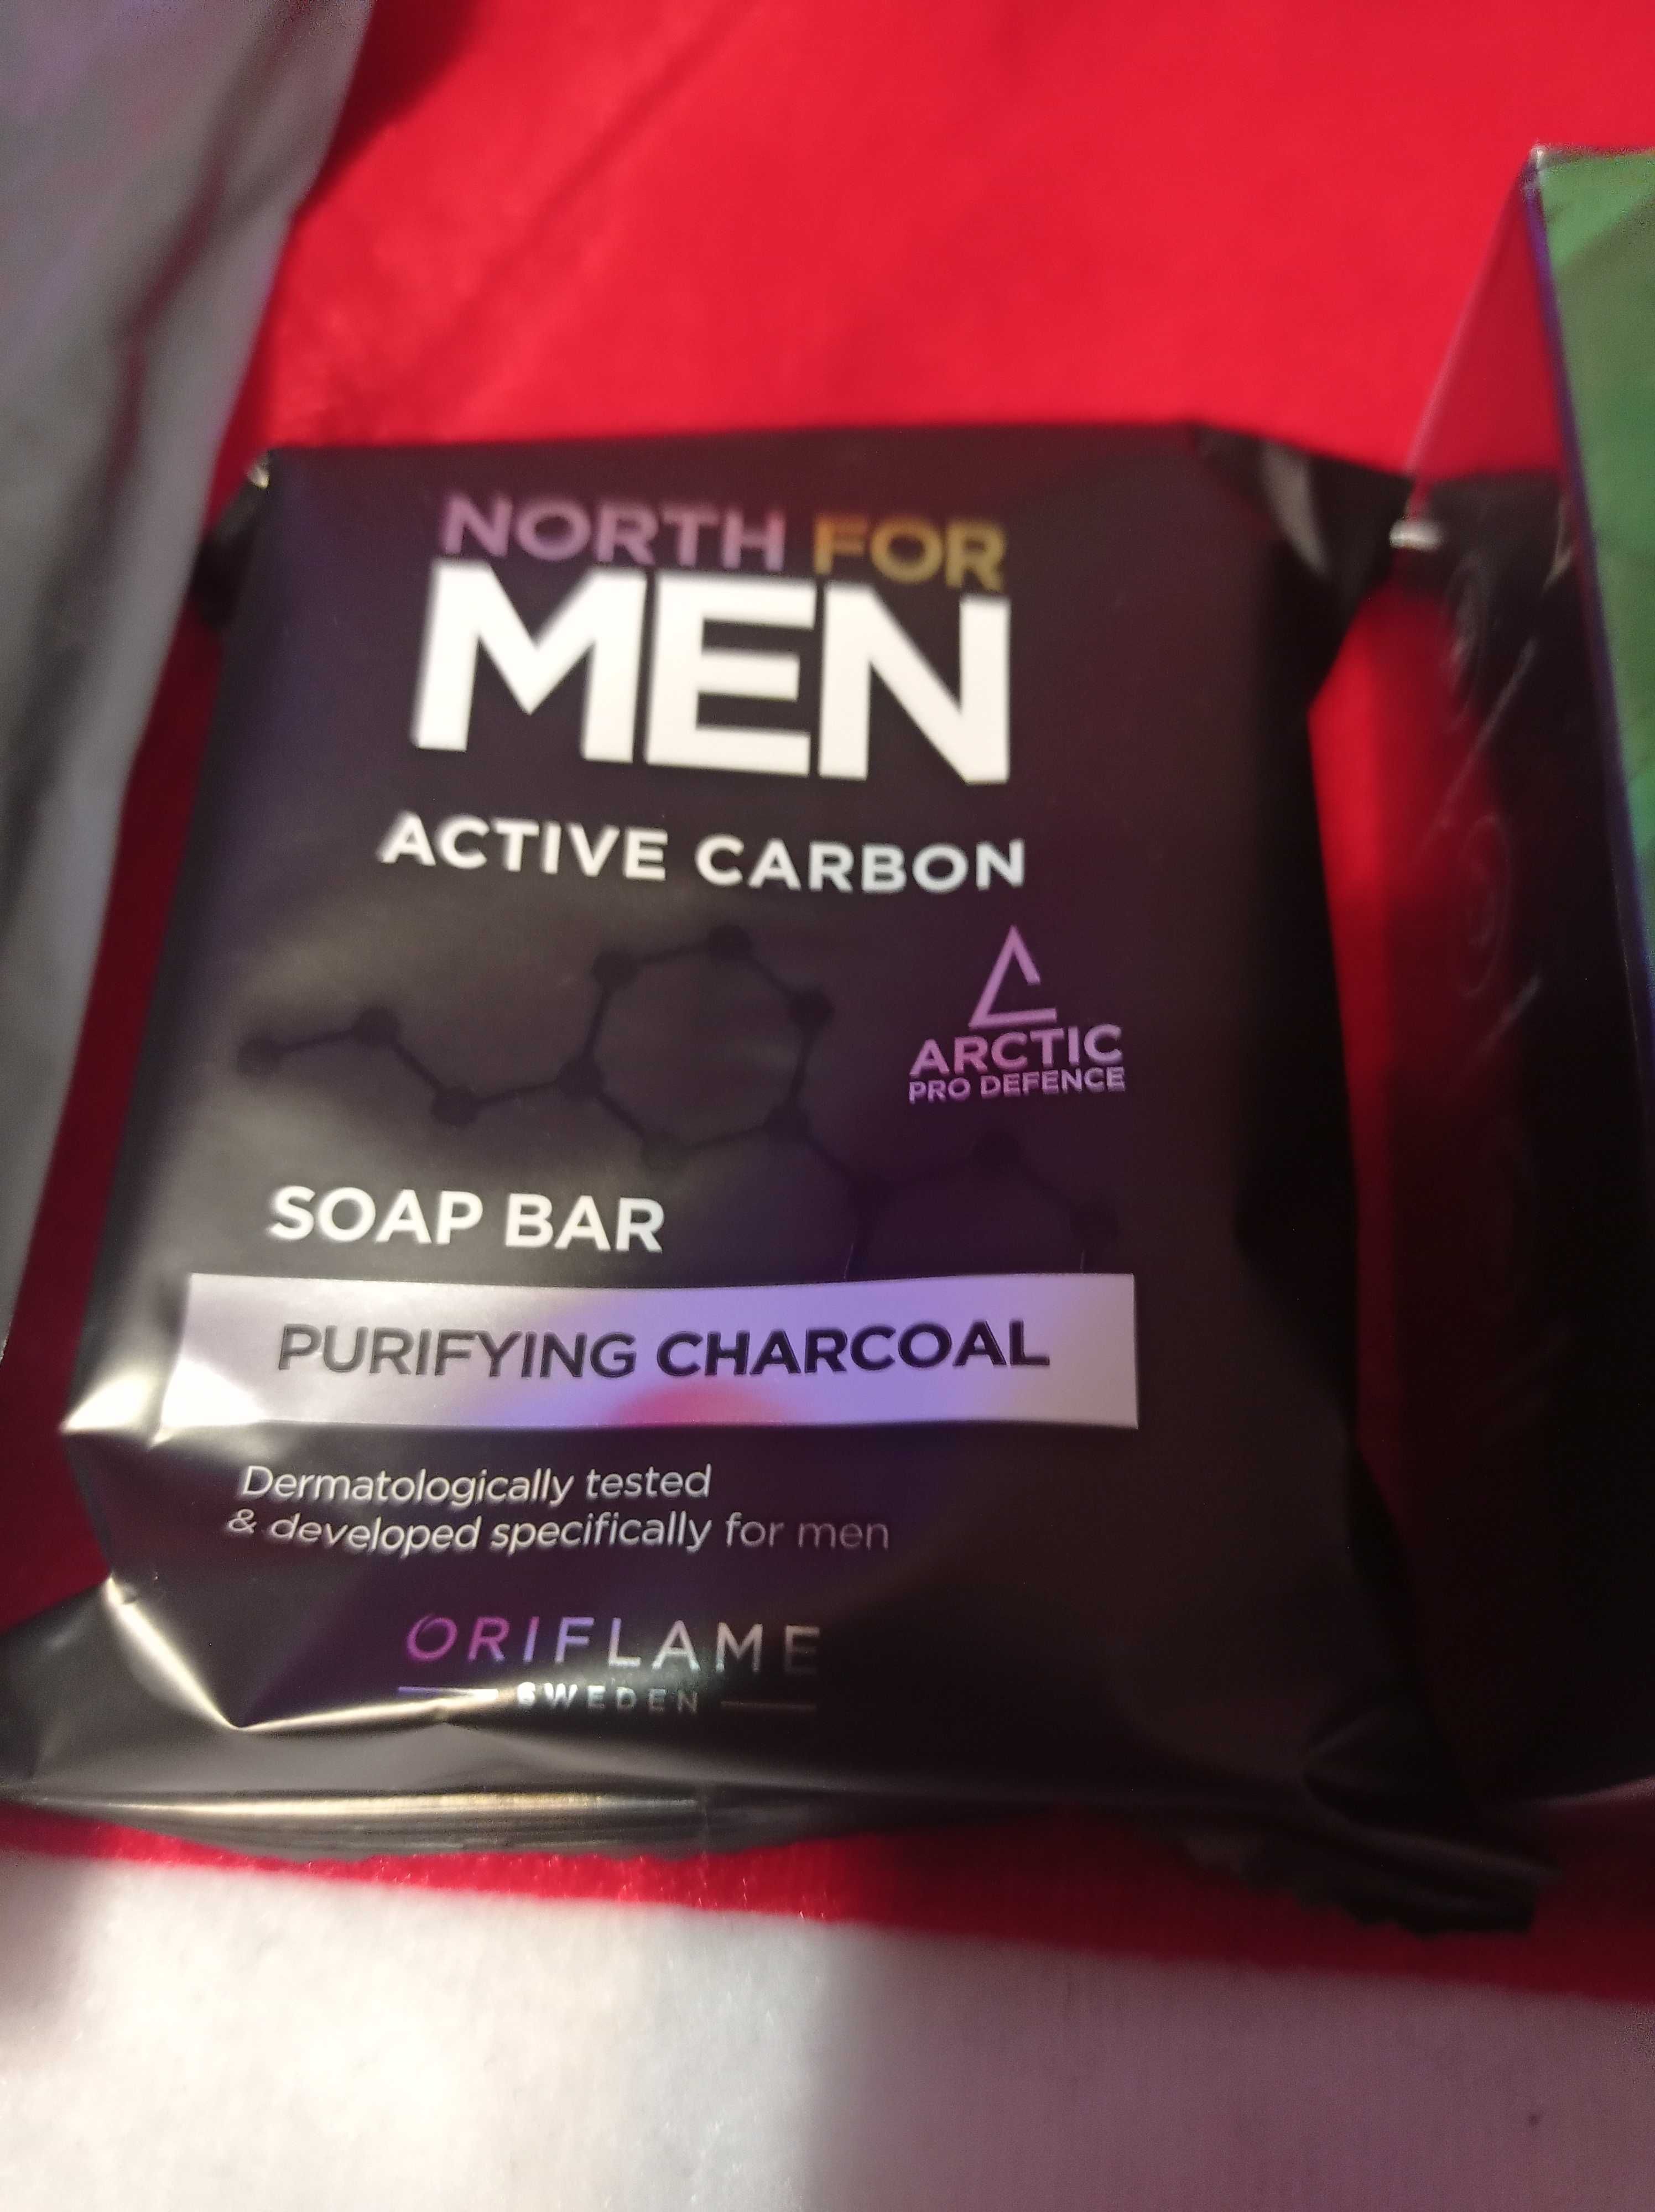 NORTH FOR
MEN
ACTIVE CARBON
ARCTIC
PRO DEFENCE
SOAP BAR
PURIFYING CHARCOAL
Dermatologically tested
& developed specifically for men
ORIFLAME
SWEDEN